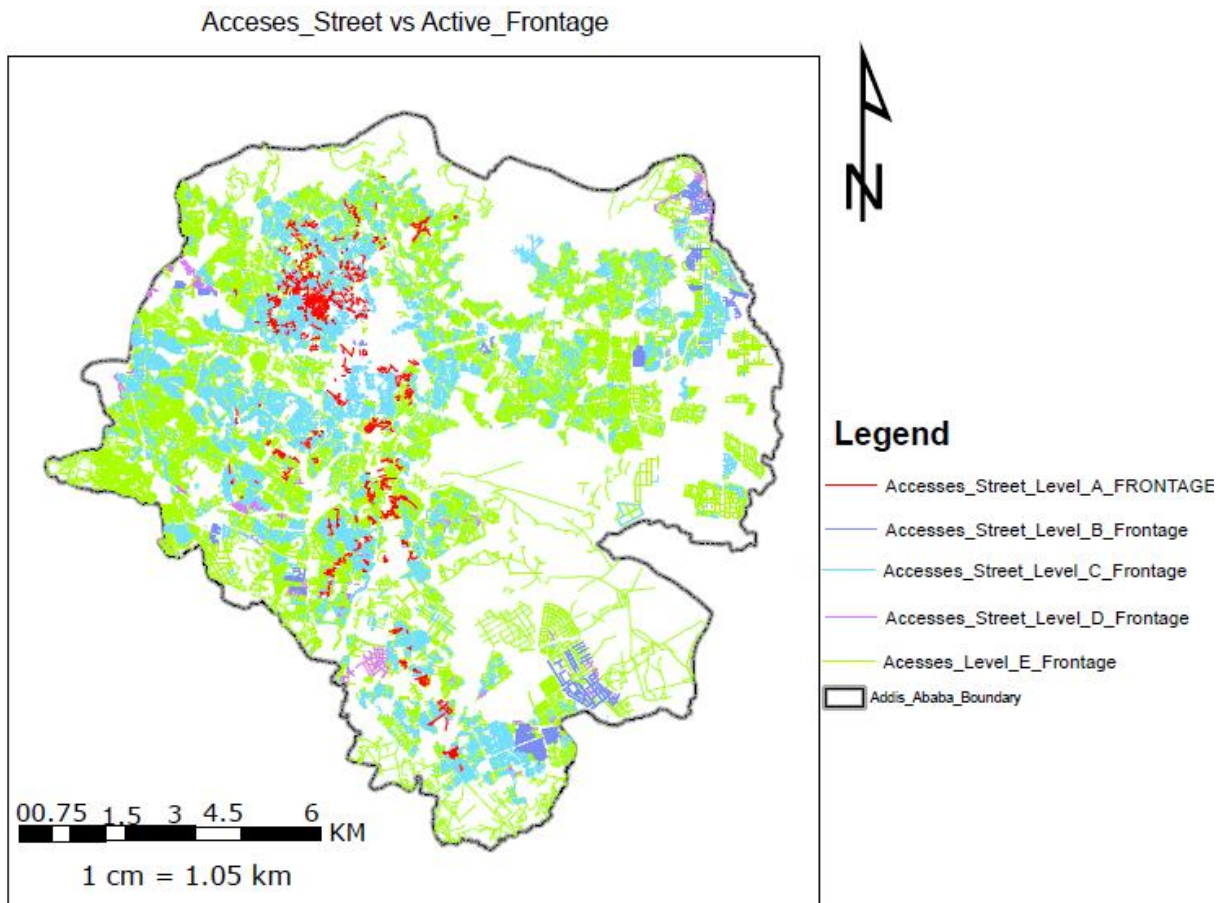 Acceses_Street vs Active_Frontage
N
Legend
Accesses_Street_Level_A_FRONTAGE
Accesses_Street_Level_B_Frontage
Accesses_Street_Level_C_Frontage
Accesses_Street_Level_D_Frontage
Acesses_Level_E_Frontage
Addis_Ababa_Boundary
00.75 1.5 3 4.5 6
KM
1 cm = 1.05 km